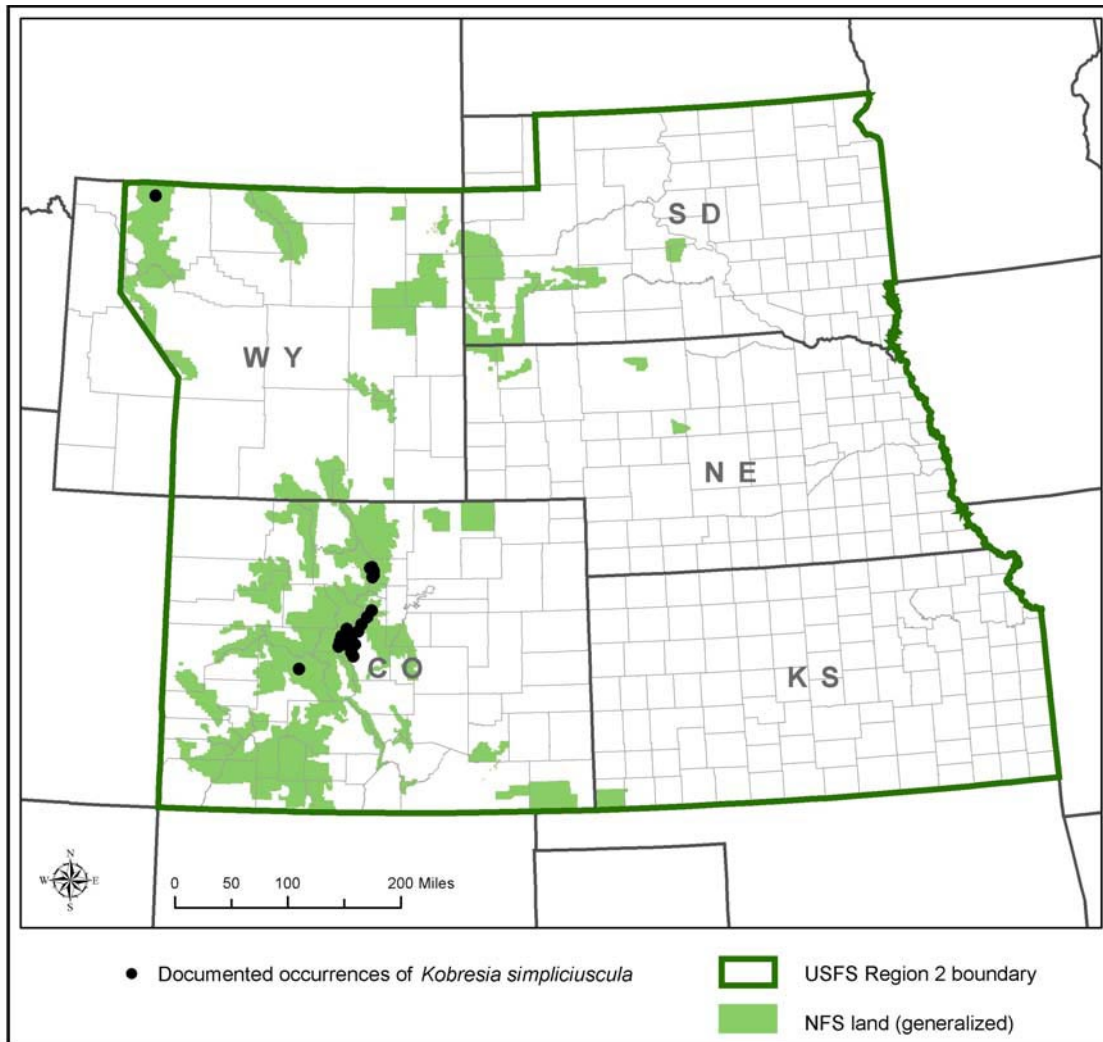 S D
W Y
N E
C O
K S
N
W E
S
0 50 100 200 Miles
Documented occurrences of Kobresia simpliciuscula
USFS Region 2 boundary
NFS land (generalized)